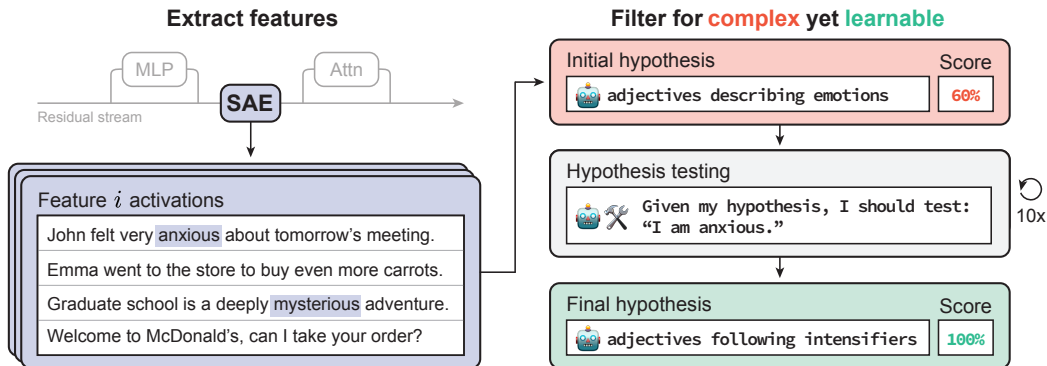 Extract features
MLP
Attn
SAE
Residual stream
Feature i activations
John felt very anxious about tomorrow's meeting.
Emma went to the store to buy even more carrots.
Graduate school is a deeply mysterious adventure.
Welcome to McDonald's, can I take your order?
Filter for complex yet learnable
Initial hypothesis
Score
adjectives describing emotions
60%
Hypothesis testing
Given my hypothesis, I should test:
“I am anxious.”
10x
Final hypothesis
Score
adjectives following intensifiers
100%